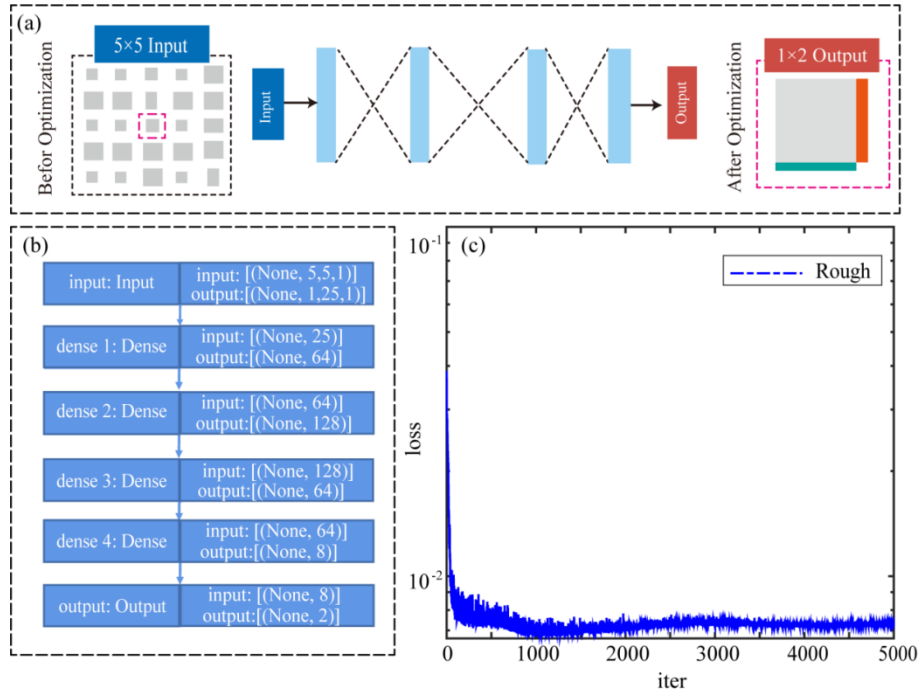 (a)
Befor Optimization
5×5 Input
Input
Output
After Optimization
1×2 Output
(b)
input: Input
input: [(None, 5,5,1)]
output:[(None, 1,25,1)]
dense 1: Dense
input: [(None, 25)]
output:[(None, 64)]
dense 2: Dense
input: [(None, 64)]
output:[(None, 128)]
dense 3: Dense
input: [(None, 128)]
output:[(None, 64)]
dense 4: Dense
input: [(None, 64)]
output:[(None, 8)]
output: Output
input: [(None, 8)]
output:[(None, 2)]
(c)
10-1
Rough
loss
10-2
0 1000 2000 3000 4000 5000
iter